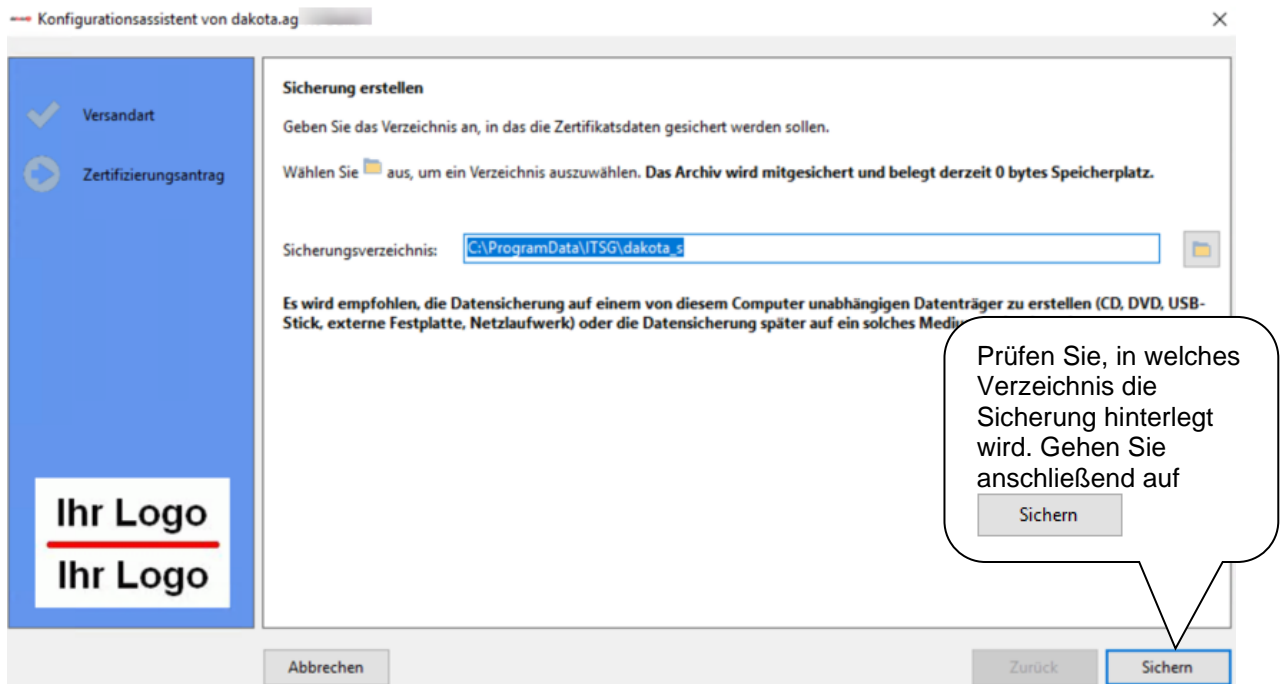 Konfigurationsassistent von dakota.ag
Versandart
Zertifizierungsantrag
Sicherung erstellen
Geben Sie das Verzeichnis an, in das die Zertifikatsdaten gesichert werden sollen.
Wählen Sie aus, um ein Verzeichnis auszuwählen. Das Archiv wird mitgesichert und belegt derzeit 0 bytes Speicherplatz.
Sicherungsverzeichnis: C:\ProgramData\ITSG\dakota_s
Es wird empfohlen, die Datensicherung auf einem von diesem Computer unabhängigen Datenträger zu erstellen (CD, DVD, USB-
Stick, externe Festplatte, Netzlaufwerk) oder die Datensicherung später auf ein solches
Prüfen Sie, in welches
Verzeichnis die
Sicherung hinterlegt
wird. Gehen Sie
anschließend auf
Sichern
Ihr Logo
Ihr Logo
Abbrechen
Zurück
Sichern